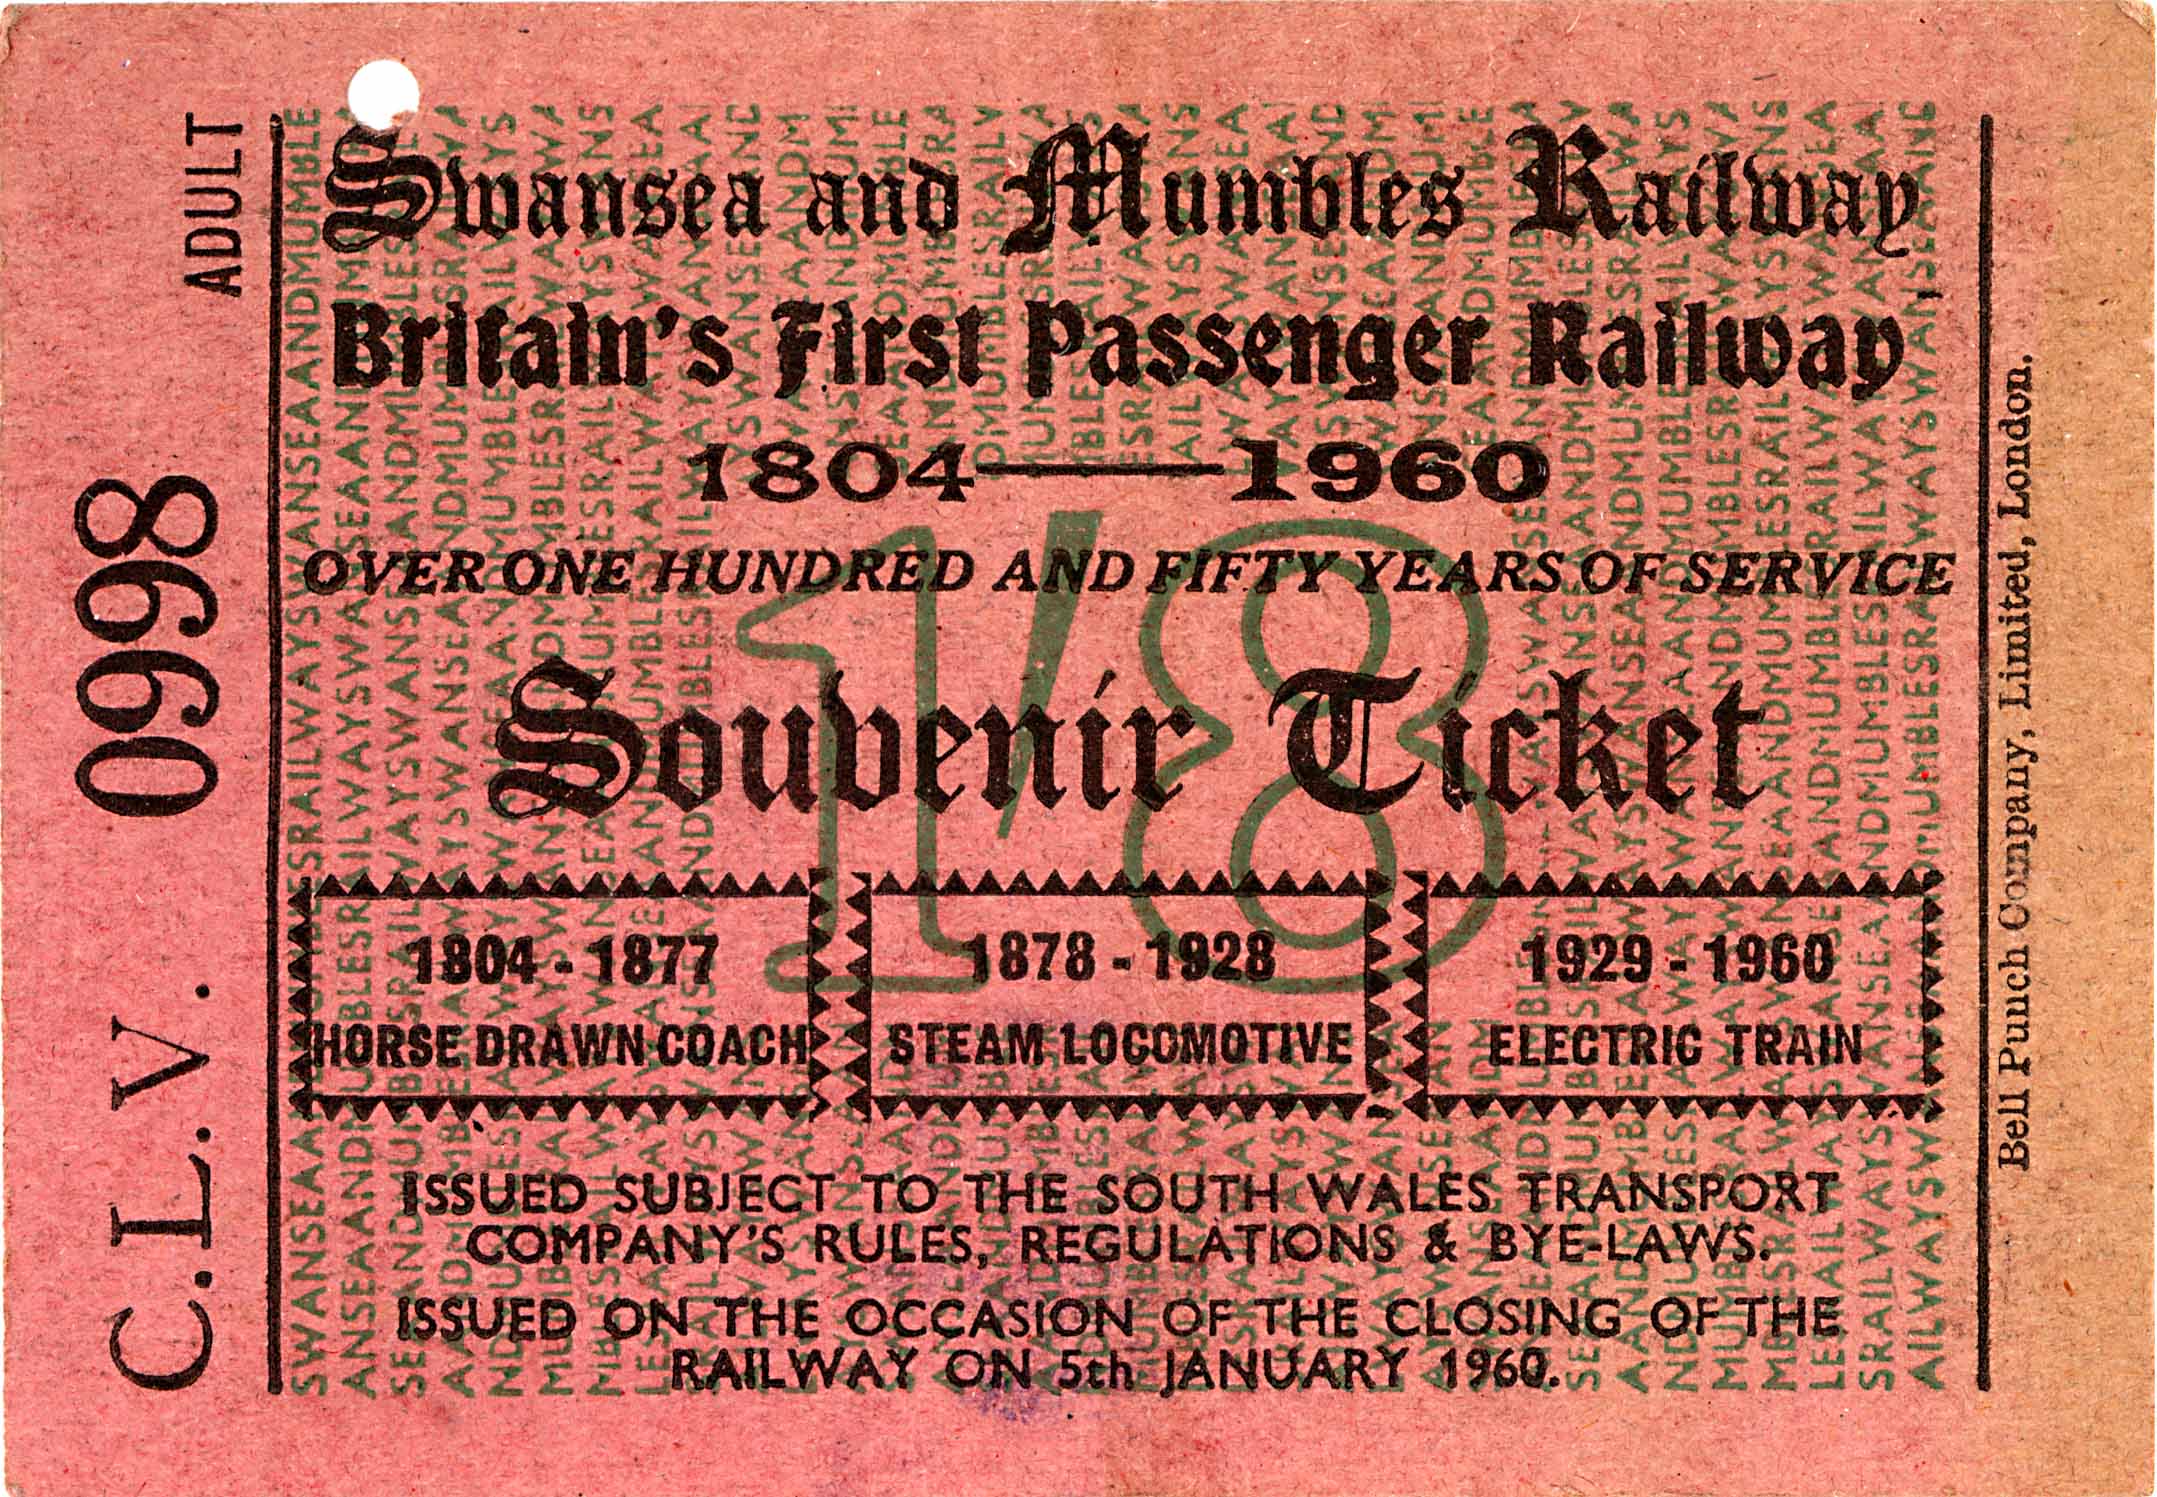 ADULT
C.L.V. 0998
Swansea and Mumbles Railway
Britain's First Passenger Railway
1804—1960
OVER ONE HUNDRED AND FIFTY YEARS OF SERVICE
1/8
Souvenir Ticket
1804 - 1877
HORSE DRAWN COACH
1878 - 1928
STEAM LOCOMOTIVE
1929 - 1960
ELECTRIC TRAIN
ISSUED SUBJECT TO THE SOUTH WALES TRANSPORT
COMPANY'S RULES, REGULATIONS & BYE-LAWS.
ISSUED ON THE OCCASION OF THE CLOSING OF THE
RAILWAY ON 5th JANUARY 1960.
Bell Punch Company, Limited, London.